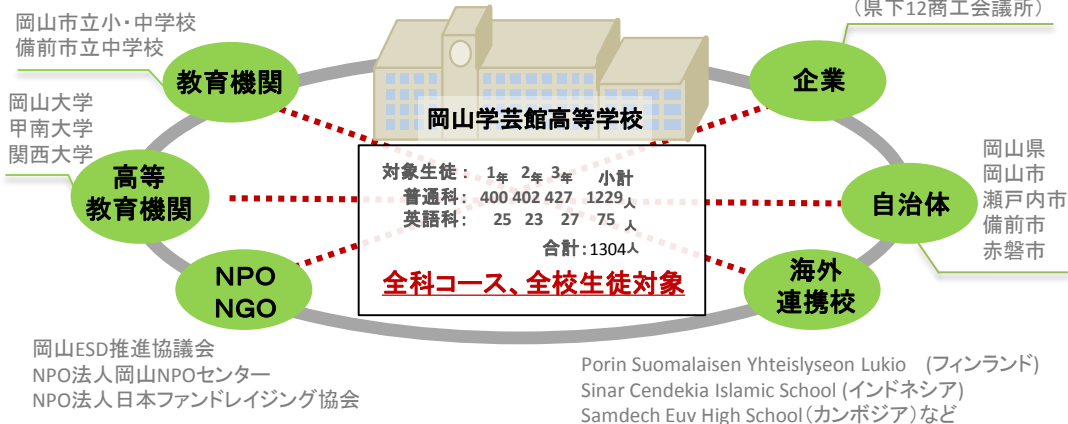 （県下12商工会議所）
岡山市立小・中学校
備前市立中学校
教育機関
企業
岡山学芸館高等学校
岡山大学
甲南大学
関西大学
高等
教育機関
対象生徒： 1年 2年 3年 小計
普通科： 400 402 427 1229人
英語科： 25 23 27 75人
合計：1304人
全科コース、全校生徒対象
自治体
岡山県
岡山市
瀬戸内市
備前市
赤磐市
NPO
NGO
海外
連携校
岡山ESD推進協議会
NPO法人岡山NPOセンター
NPO法人日本ファンドレイジング協会
Porin Suomalaisen Yhteislyseon Lukio （フィンランド）
Sinar Cendekia Islamic School (インドネシア）
Samdech Euv High School（カンボジア）など